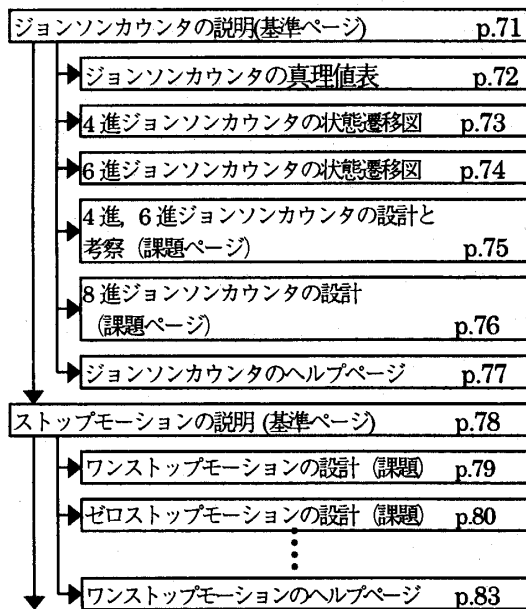 ジョンソンカウンタの説明(基準ページ) p.71
ジョンソンカウンタの真理値表 p.72
4進ジョンソンカウンタの状態遷移図 p.73
6進ジョンソンカウンタの状態遷移図 p.74
4進, 6進ジョンソンカウンタの設計と
考察 (課題ページ) p.75
8進ジョンソンカウンタの設計
(課題ページ) p.76
ジョンソンカウンタのヘルプページ p.77
ストップモーションの説明 (基準ページ) p.78
ワンストップモーションの設計 (課題) p.79
ゼロストップモーションの設計 (課題) p.80
ワンストップモーションのヘルプページ p.83